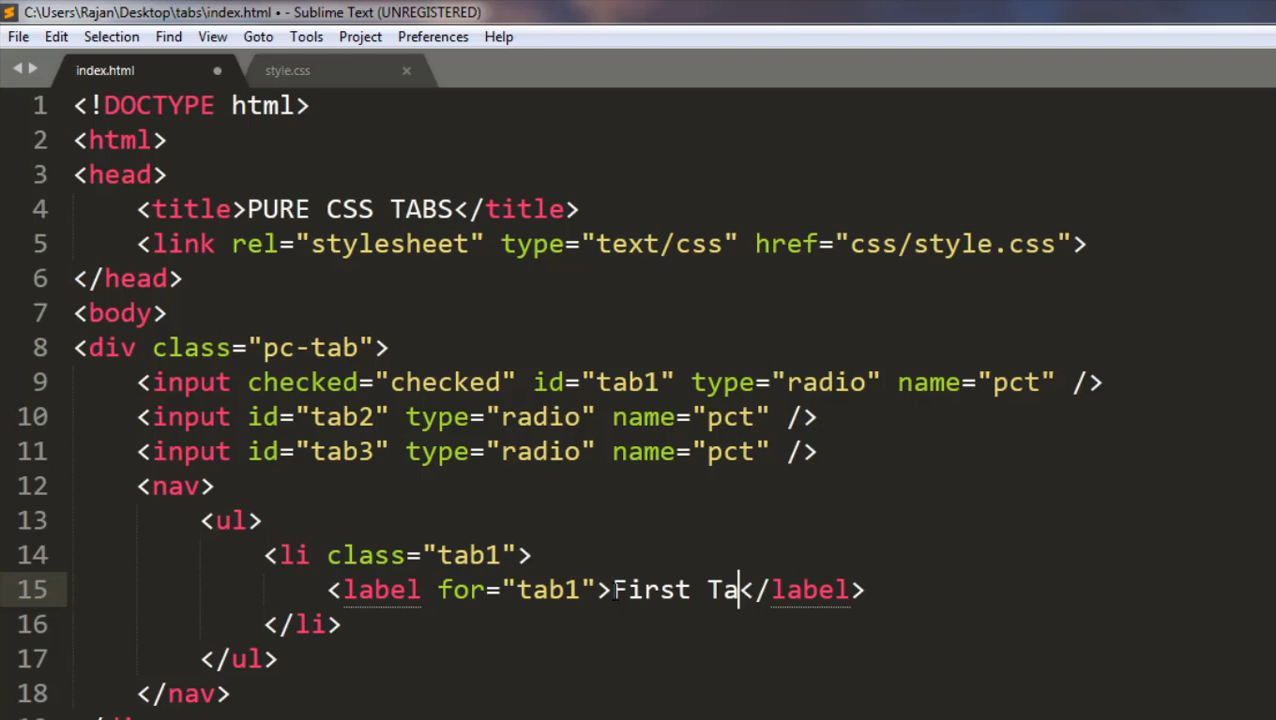 C:\Users\Rajan\Desktop\tabs\index.html • - Sublime Text (UNREGISTERED)
File Edit Selection Find View Goto Tools Project Preferences Help
index.html style.css
1 <!DOCTYPE html>
2 <html>
3 <head>
4 <title>PURE CSS TABS</title>
5 <link rel="stylesheet" type="text/css" href="css/style.css">
6 </head>
7 <body>
8 <div class="pc-tab">
9 <input checked="checked" id="tab1" type="radio" name="pct" />
10 <input id="tab2" type="radio" name="pct" />
11 <input id="tab3" type="radio" name="pct" />
12 <nav>
13 <ul>
14 <li class="tab1">
15 <label for="tab1">First Ta</label>
16 </li>
17 </ul>
18 </nav>